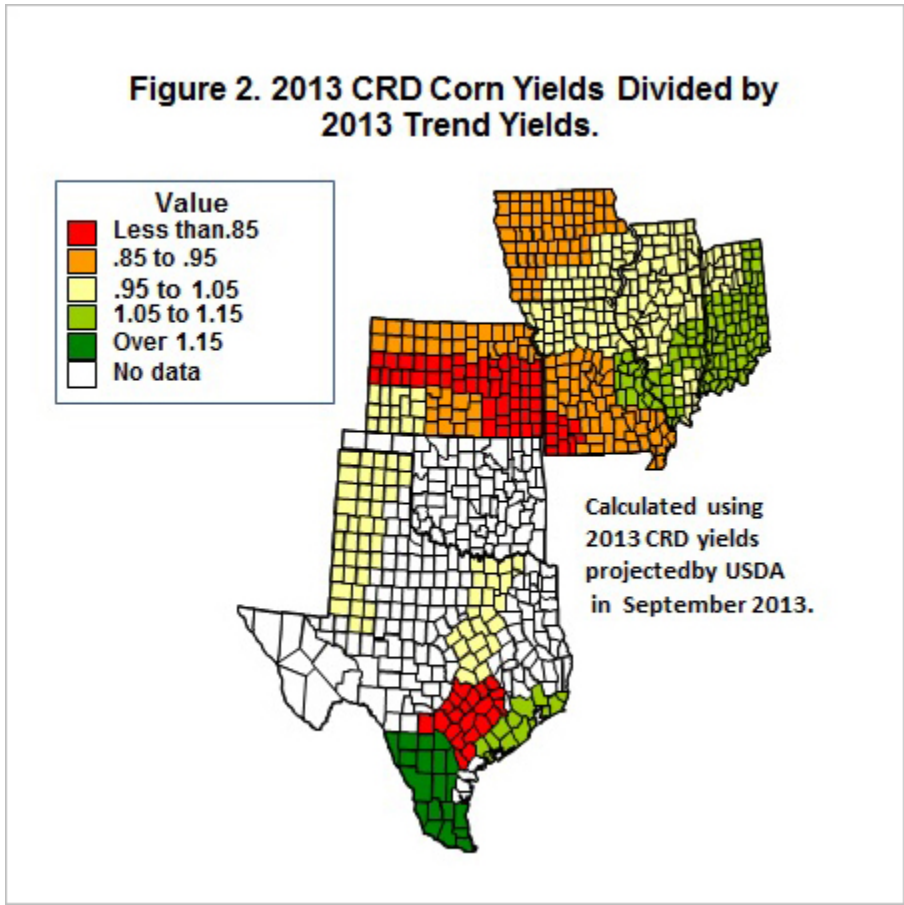 Figure 2. 2013 CRD Corn Yields Divided by
2013 Trend Yields.
Value
Less than.85
.85 to .95
.95 to 1.05
1.05 to 1.15
Over 1.15
No data
Calculated using
2013 CRD yields
projectedby USDA
in September 2013.